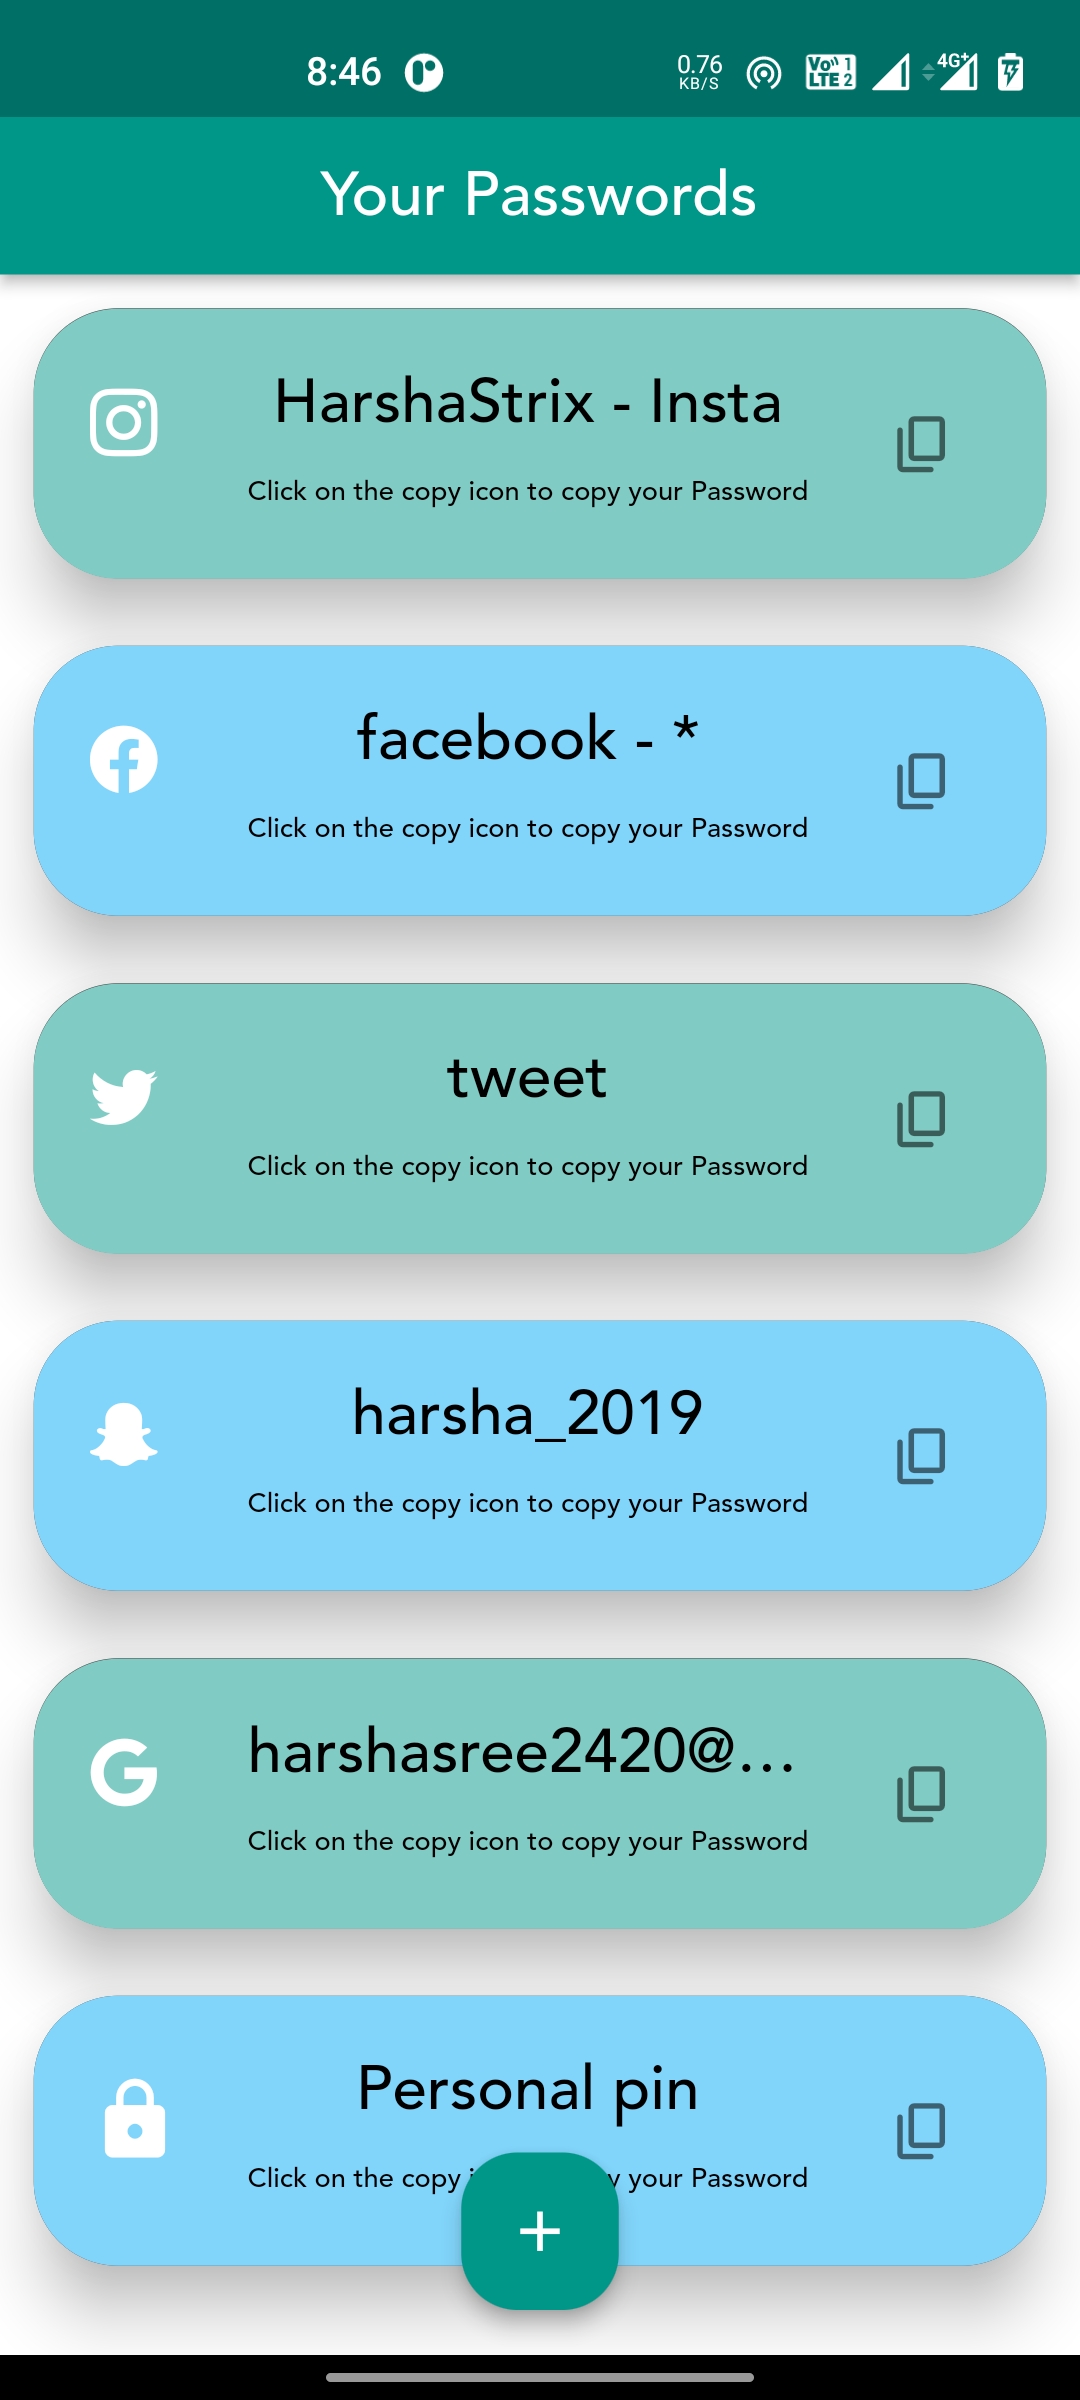 8:46
0.76
KB/S
Vo 1
LTE 2
4G+
Your Passwords
HarshaStrix - Insta
Click on the copy icon to copy your Password
facebook - *
Click on the copy icon to copy your Password
tweet
Click on the copy icon to copy your Password
harsha_2019
Click on the copy icon to copy your Password
harshasree2420@...
Click on the copy icon to copy your Password
Personal pin
Click on the copy your Password
+